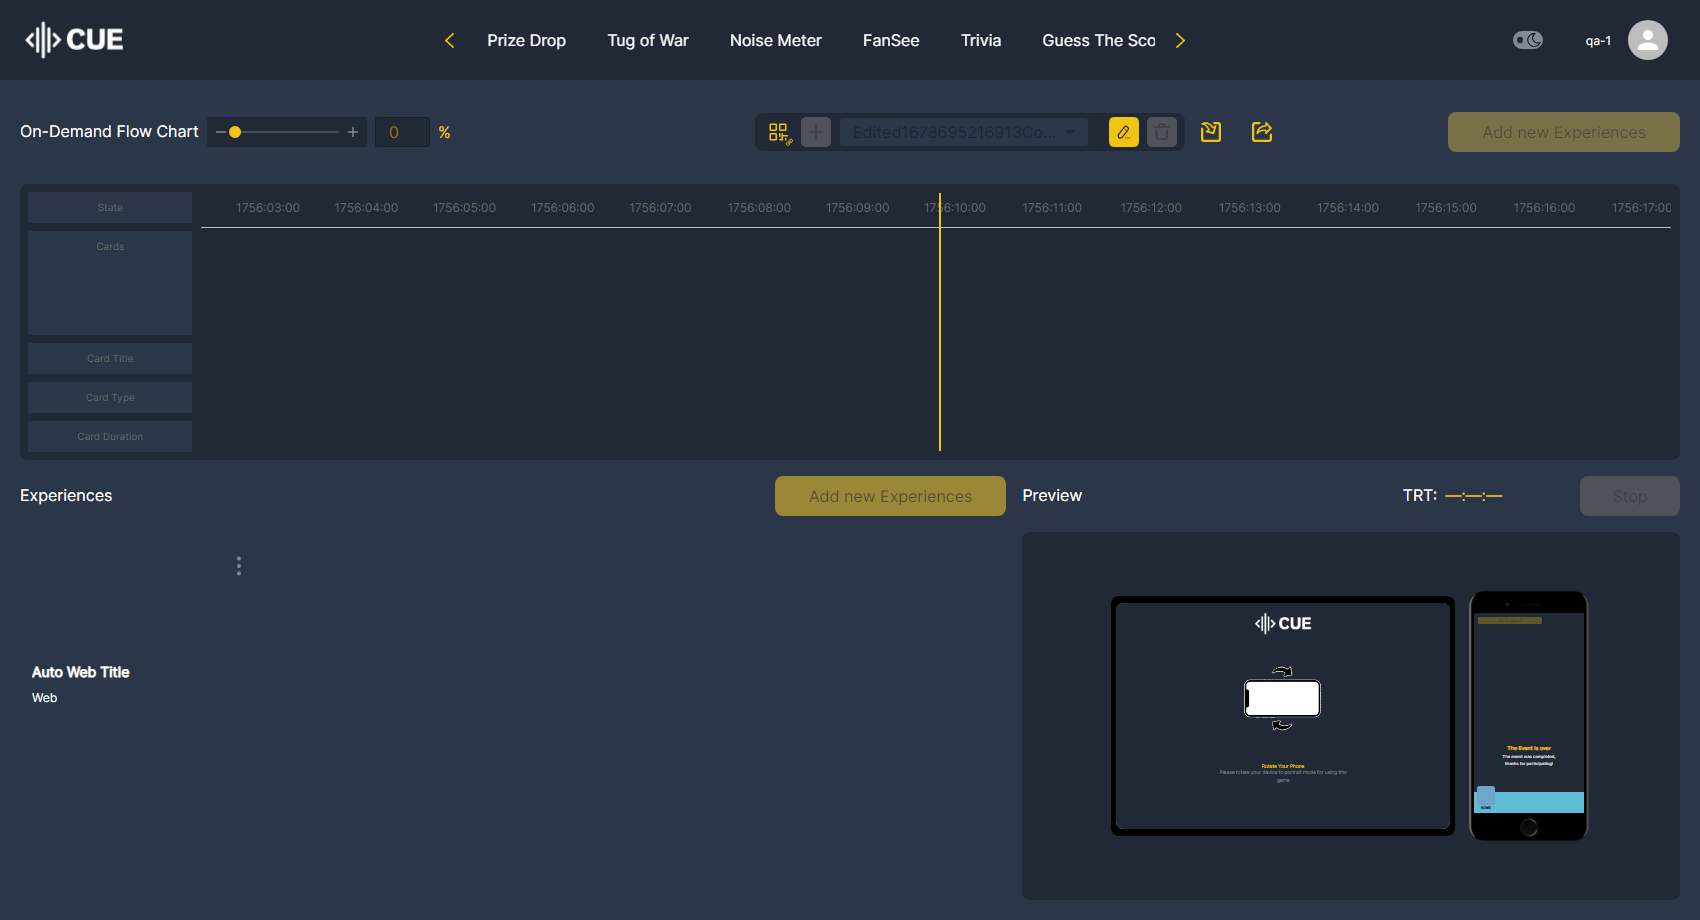 CUE
Prize Drop
Tug of War
Noise Meter
FanSee
Trivia
Guess The Sco
qa-1
On-Demand Flow Chart
0
%
Edited1678695216913Co...
Add new Experiences
State
1756:03:00
1756:04:00
1756:05:00
1756:06:00
1756:07:00
1756:08:00
1756:09:00
1756:10:00
1756:11:00
1756:12:00
1756:13:00
1756:14:00
1756:15:00
1756:16:00
1756:17:00
Cards
Card Title
Card Type
Card Duration
Experiences
Add new Experiences
Preview
TRT: —:—:—
Stop
Auto Web Title
Web
CUE
Rotate Your Phone
Please rotate your device to portrait mode for using this
game
The Event is over
The event was completed,
thanks for participating!
HOME